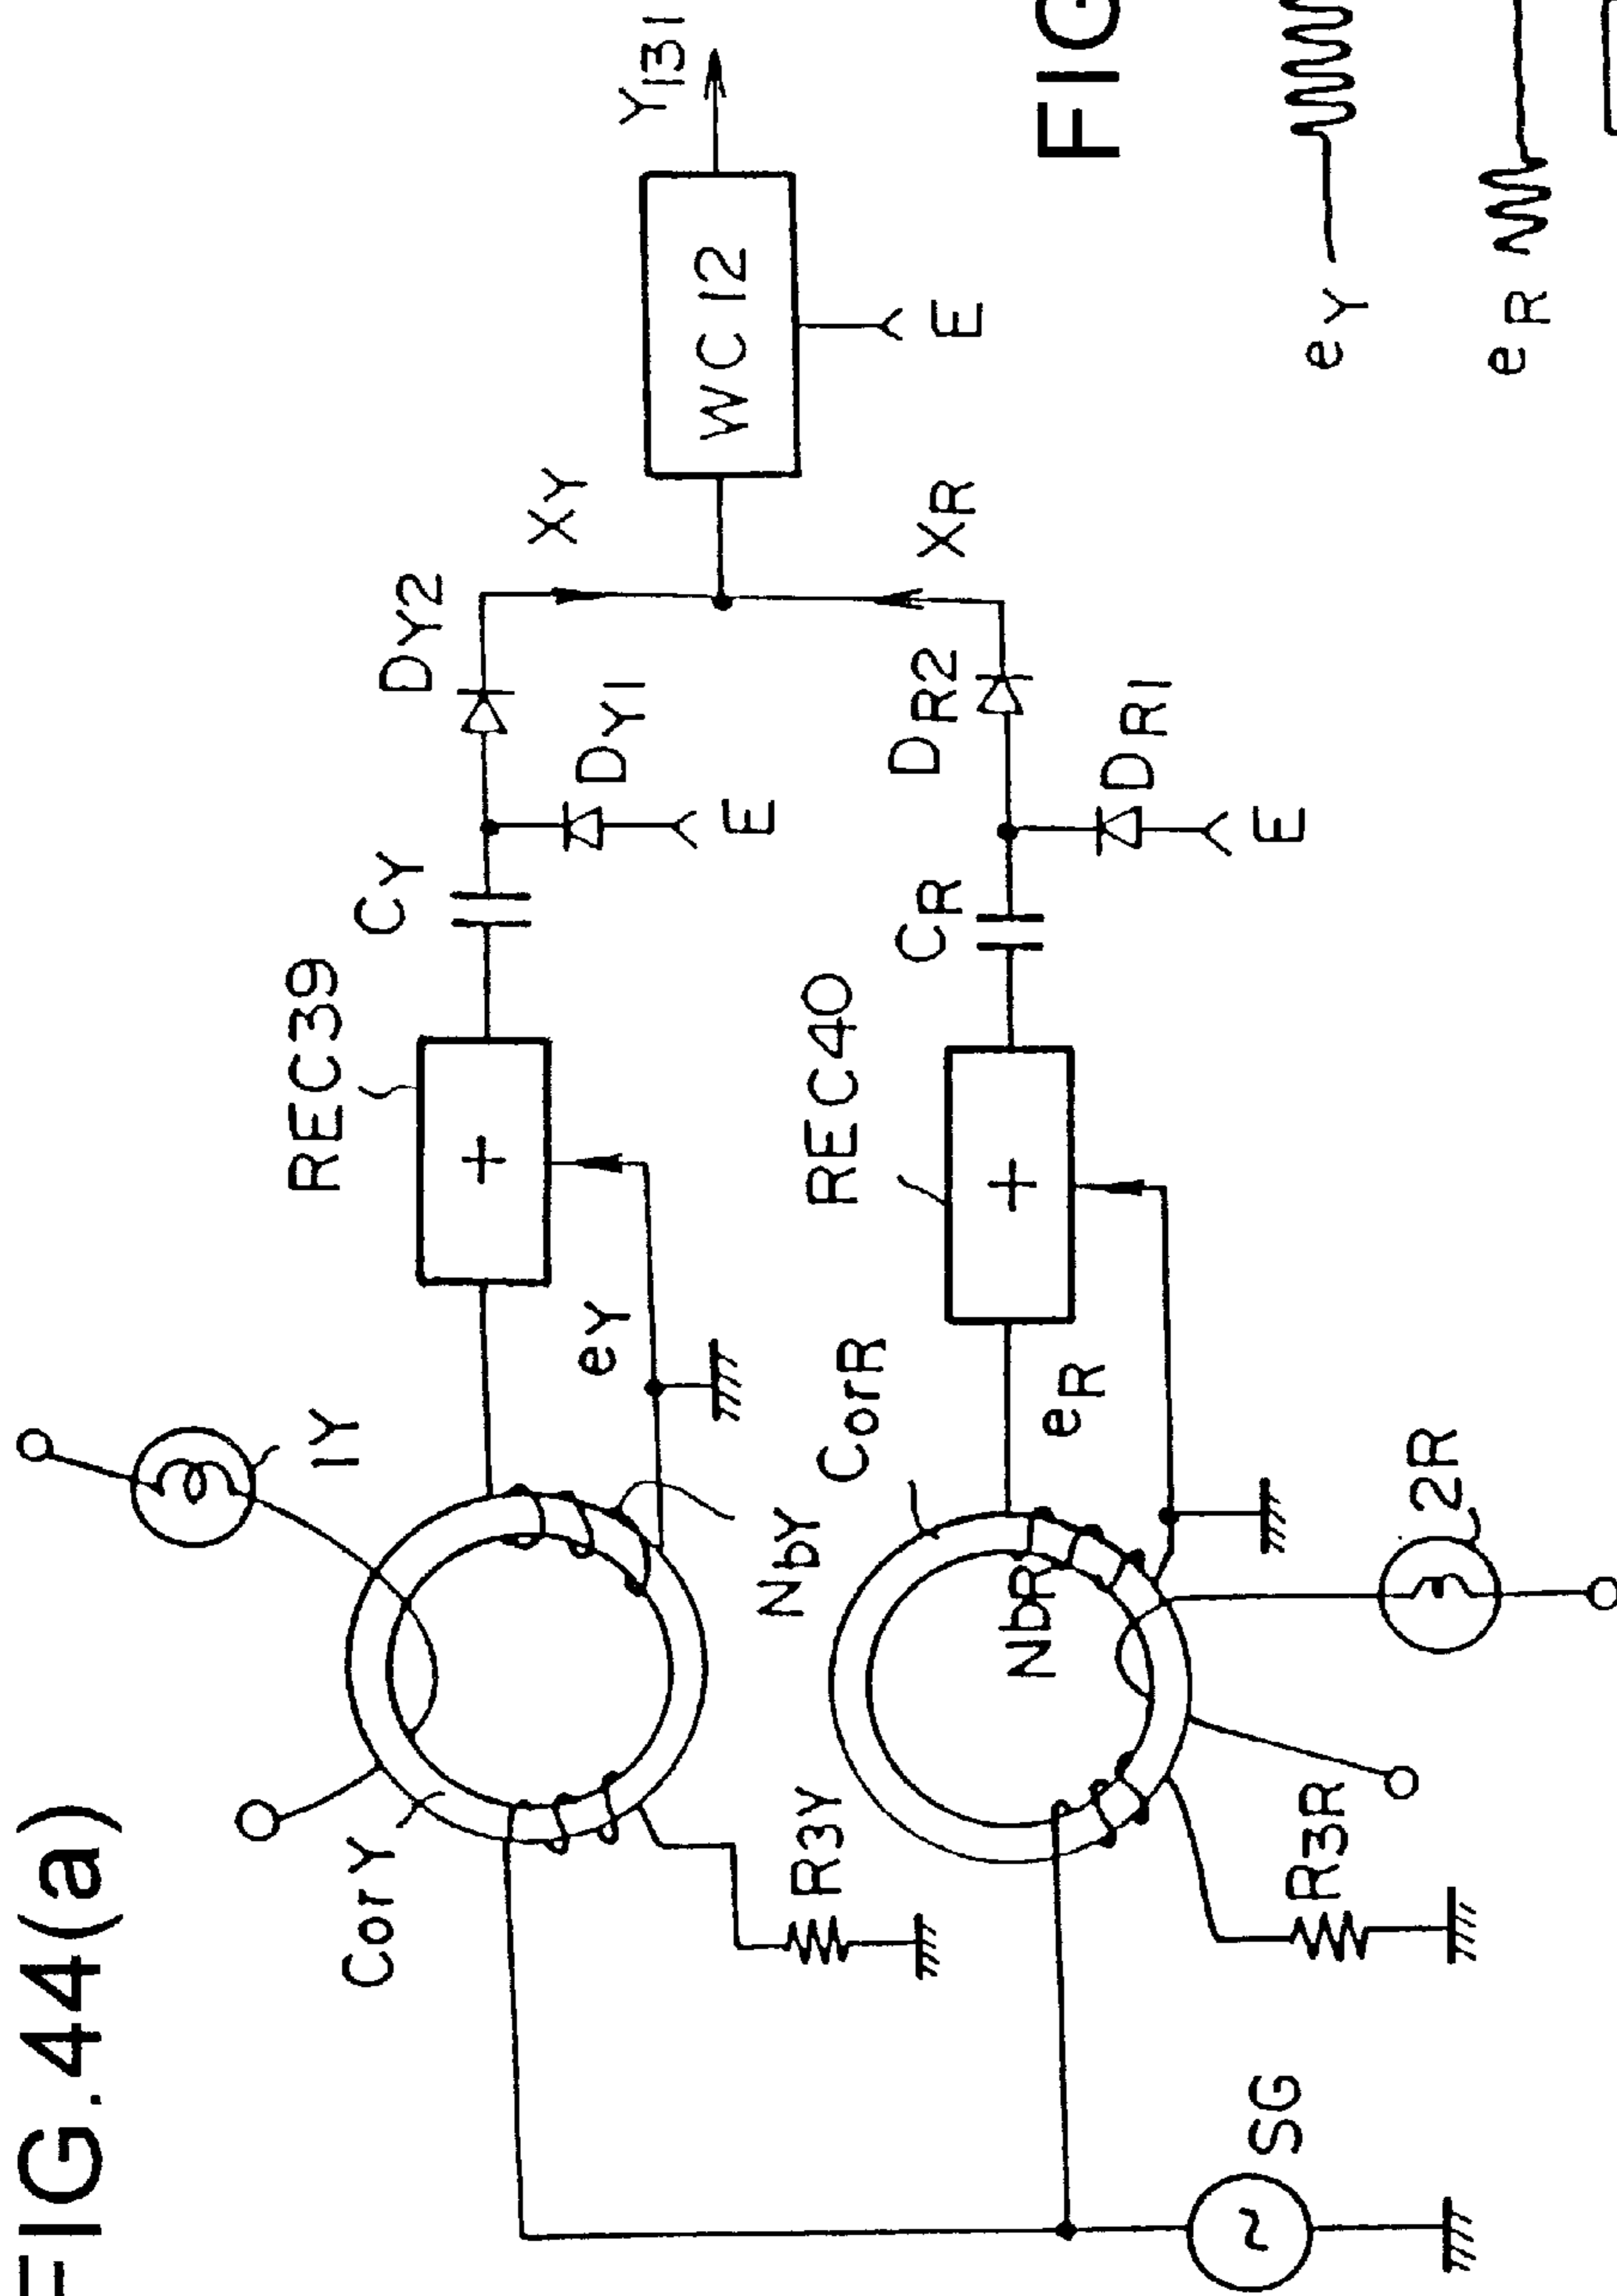 FIG.44(a)
1Y
CorY
NbY
R3Y
eY
REC39
+
CY
DY1
E
DY2
XY
WC12
E
Y131
SG
CorR
NbR
R3R
2R
eR
REC40
+
CR
DR1
E
DR2
XR
FIG
eY
eR